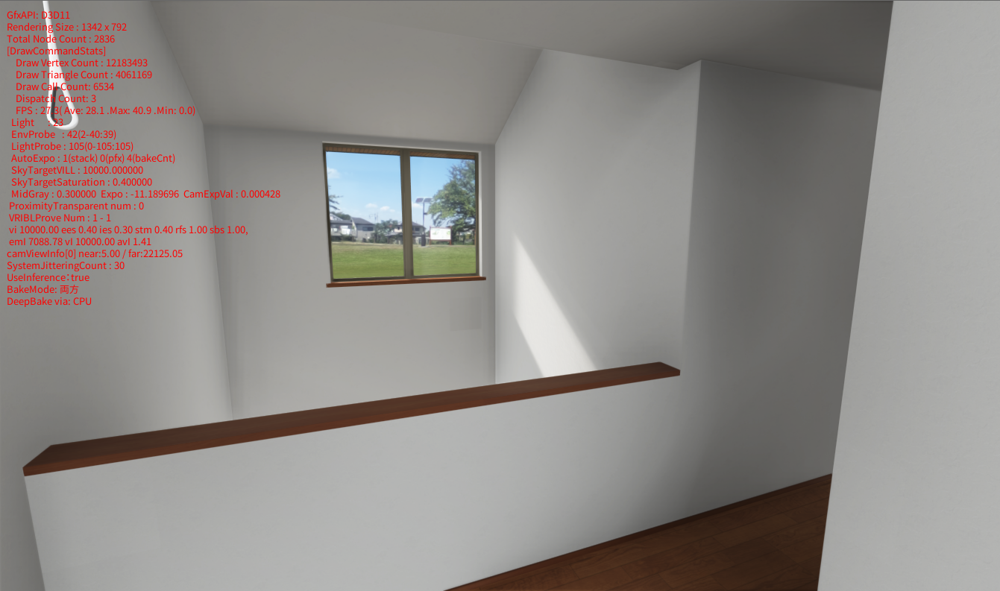 GfxAPI: D3D11
Rendering Size : 1342 x 792
Total Node Count : 2836
[DrawCommandStats]
Draw Vertex Count : 12183493
Draw Triangle Count : 4061169
Draw Call Count: 6534
Dispatch Count: 3
FPS : 27.3( Ave: 28.1 .Max: 40.9 .Min: 0.0)
Light : 23
EnvProbe : 42(2-40:39)
LightProbe : 105(0-105:105)
AutoExpo : 1(stack) 0(pfx) 4(bakeCnt)
SkyTargetVILL : 10000.000000
SkyTargetSaturation : 0.400000
MidGray : 0.300000 Expo : -11.189696 CamExpVal : 0.000428
ProximityTransparent num : 0
VRIBLProve Num : 1 - 1
vi 10000.00 ees 0.40 ies 0.30 stm 0.40 rfs 1.00 sbs 1.00,
eml 7088.78 vl 10000.00 avl 1.41
camViewInfo[0] near:5.00 / far:22125.05
SystemJitteringCount : 30
UseInference：true
BakeMode: 両方
DeepBake via: CPU